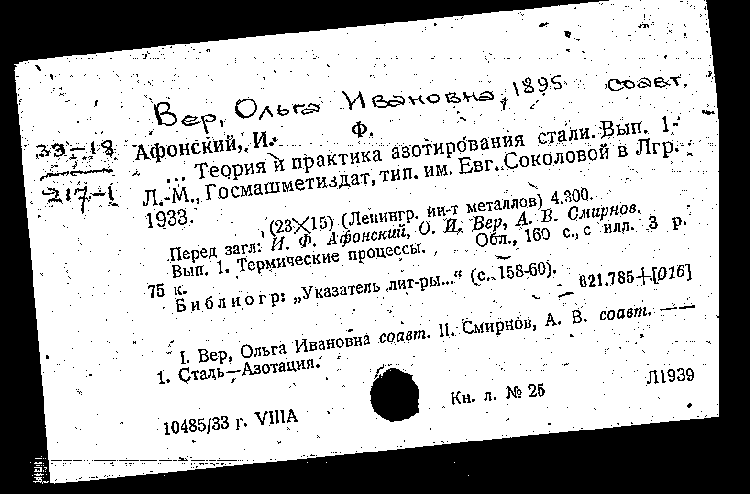 Вер, Ольга Ивановна, 1895 соавт.
33-18
217-1
Афонский, И. Ф.
... Теория и практика азотирования стали. Вып. 1-
Л.-М., Госмашметиздат, тип. им. Евг. Соколовой в Лгр.
1933.
(23×15) (Ленингр. ин-т металлов) 4.300.
Перед загл: И. Ф. Афонский, О. И. Вер, А. В. Смирнов.
Вып. 1. Термические процессы. Обл., 160 с., с илл. 3 р.
75 к.
Библиогр: „Указатель лит-ры...“ (с. 158-60).
621.785+[016]
I. Вер, Ольга Ивановна соавт. II. Смирнов, А. В. соавт. —
1. Сталь—Азотация.
10485/33 г. VIIIA Кн. л. № 25 Л1939